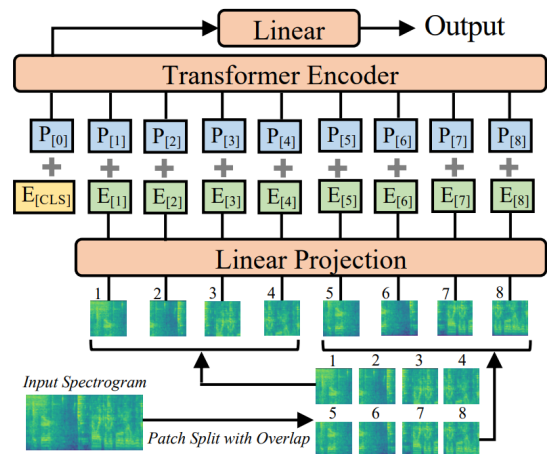 Linear
Output
Transformer Encoder
P[0] P[1] P[2] P[3] P[4] P[5] P[6] P[7] P[8]
+ + + + + + + + +
E[CLS] E[1] E[2] E[3] E[4] E[5] E[6] E[7] E[8]
Linear Projection
1 2 3 4 5 6 7 8
1 2 3 4
Input Spectrogram
5 6 7 8
Patch Split with Overlap